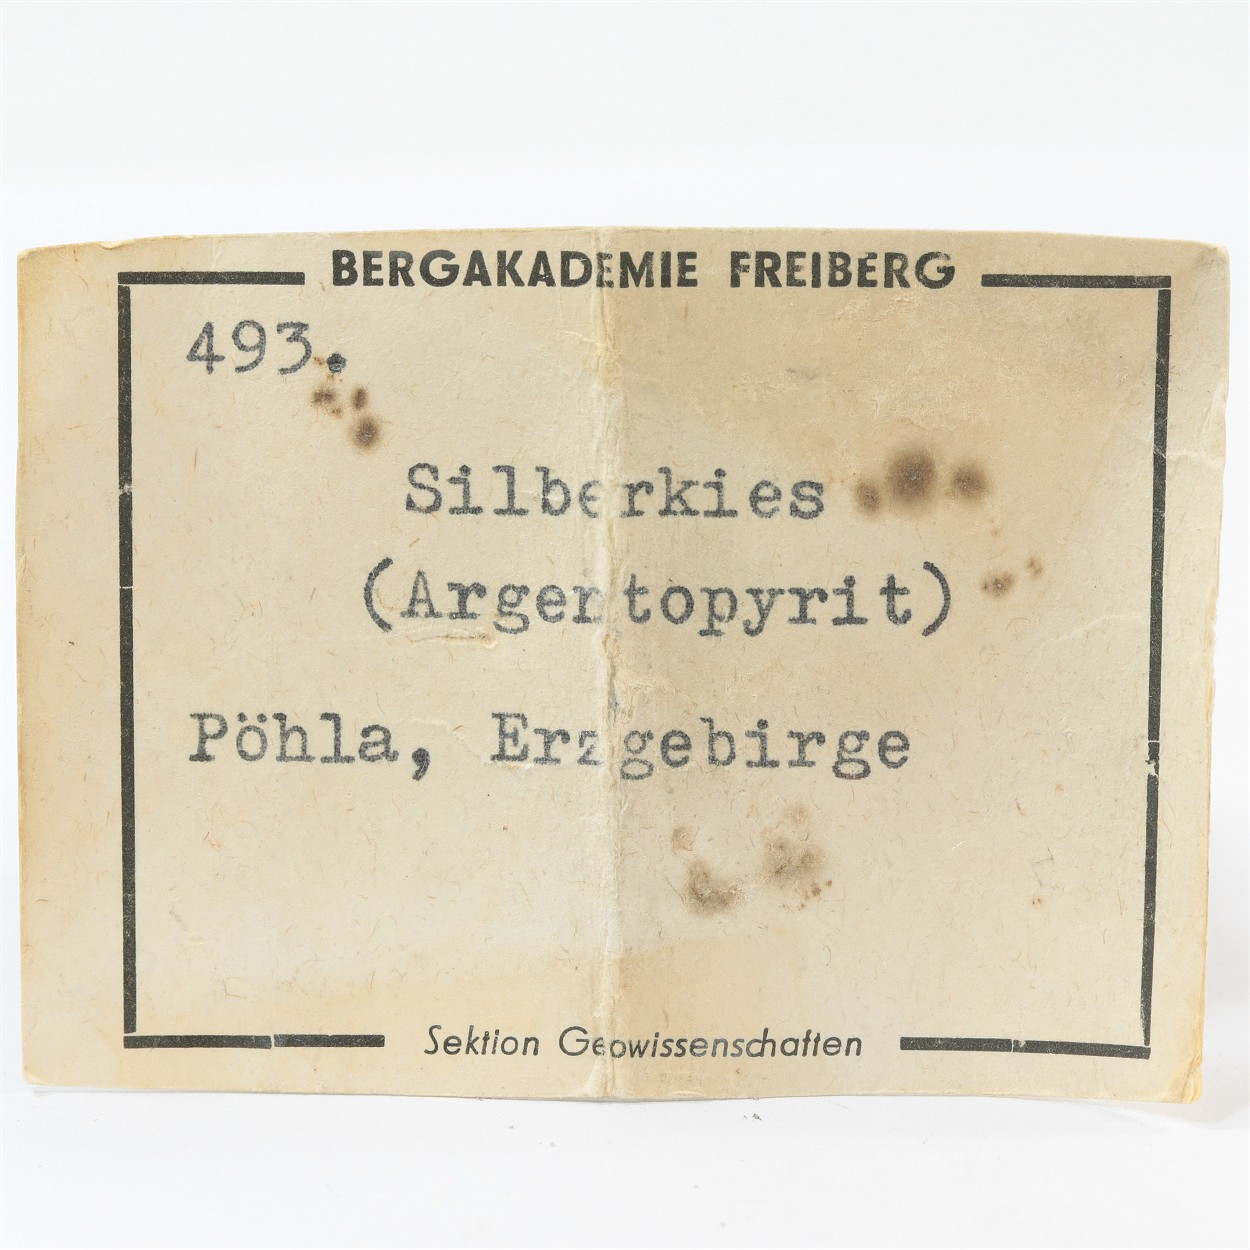 BERGAKADEMIE FREIBERG
493.
Silberkies
(Argentopyrit)
Pöhla, Erzgebirge
Sektion Geowissenschaften